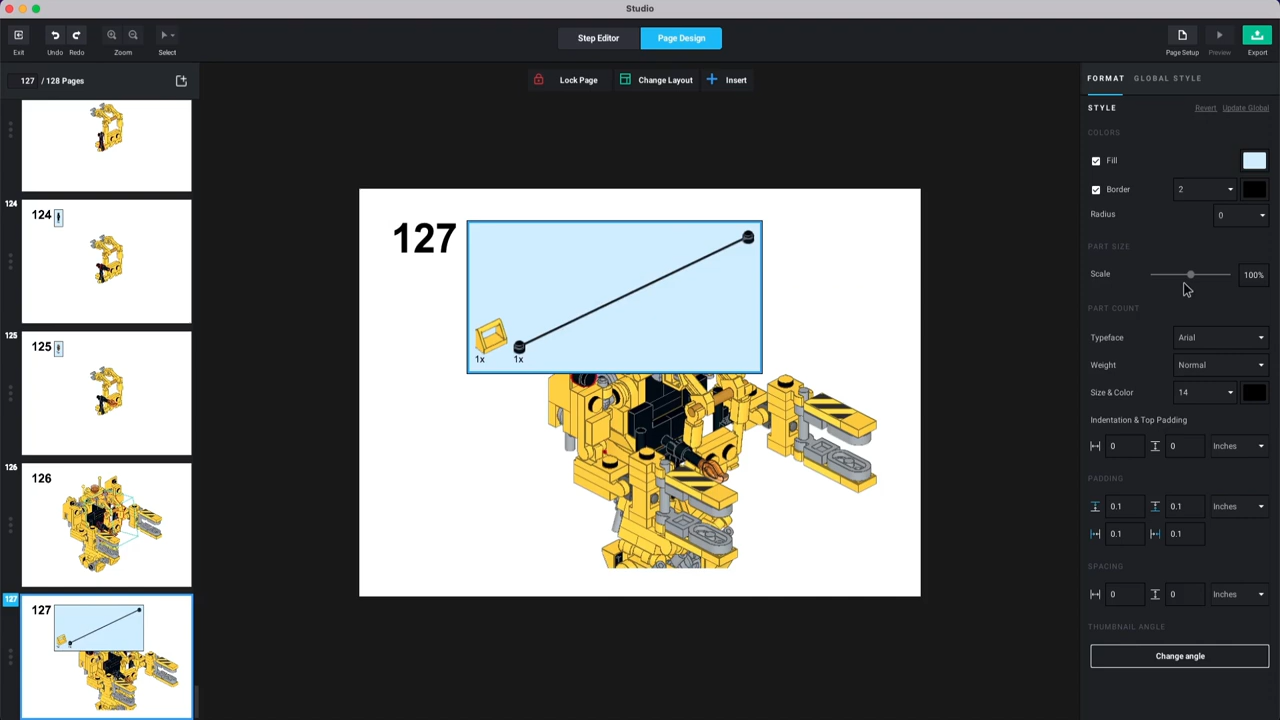 Studio
Exit
Undo Redo
Zoom
Select
Step Editor
Page Design
Page Setup
Preview
Export
127 / 128 Pages
Lock Page
Change Layout
Insert
FORMAT
GLOBAL STYLE
STYLE
Revert
Update Global
COLORS
Fill
Border
2
Radius
0
PART SIZE
Scale
100%
PART COUNT
Typeface
Arial
Weight
Normal
Size & Color
14
Indentation & Top Padding
0
0
Inches
PADDING
0.1
0.1
Inches
0.1
0.1
SPACING
0
0
Inches
THUMBNAIL ANGLE
Change angle
124
124
125
125
126
126
127
127
127
1x
1x